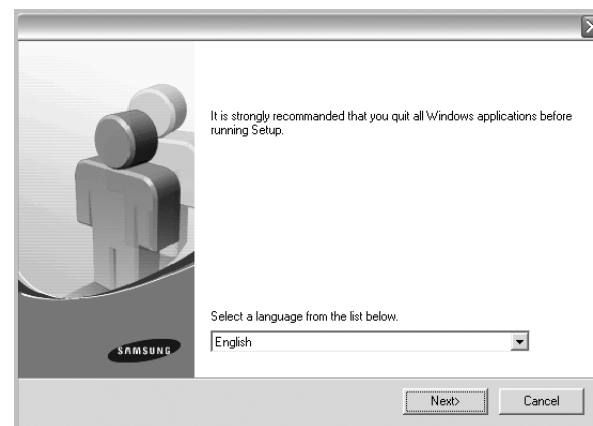 It is strongly recommanded that you quit all Windows applications before
running Setup.
Select a language from the list below.
English
SAMSUNG
Next>
Cancel